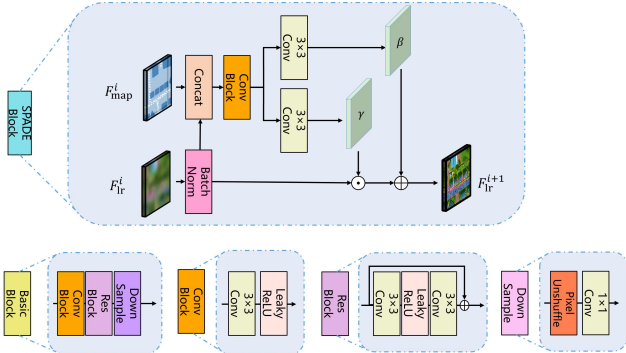 SPADE
Block
F^i_map
F^i_lr
Concat
Batch
Norm
Conv
Block
3×3
Conv
3×3
Conv
β
γ
F^{i+1}_lr
Basic
Block
Conv
Block
Res
Block
Down
Sample
Conv
Block
3×3
Conv
Leaky
ReLU
Res
Block
3×3
Conv
Leaky
ReLU
3×3
Conv
Down
Sample
Pixel
Unshuffle
1×1
Conv